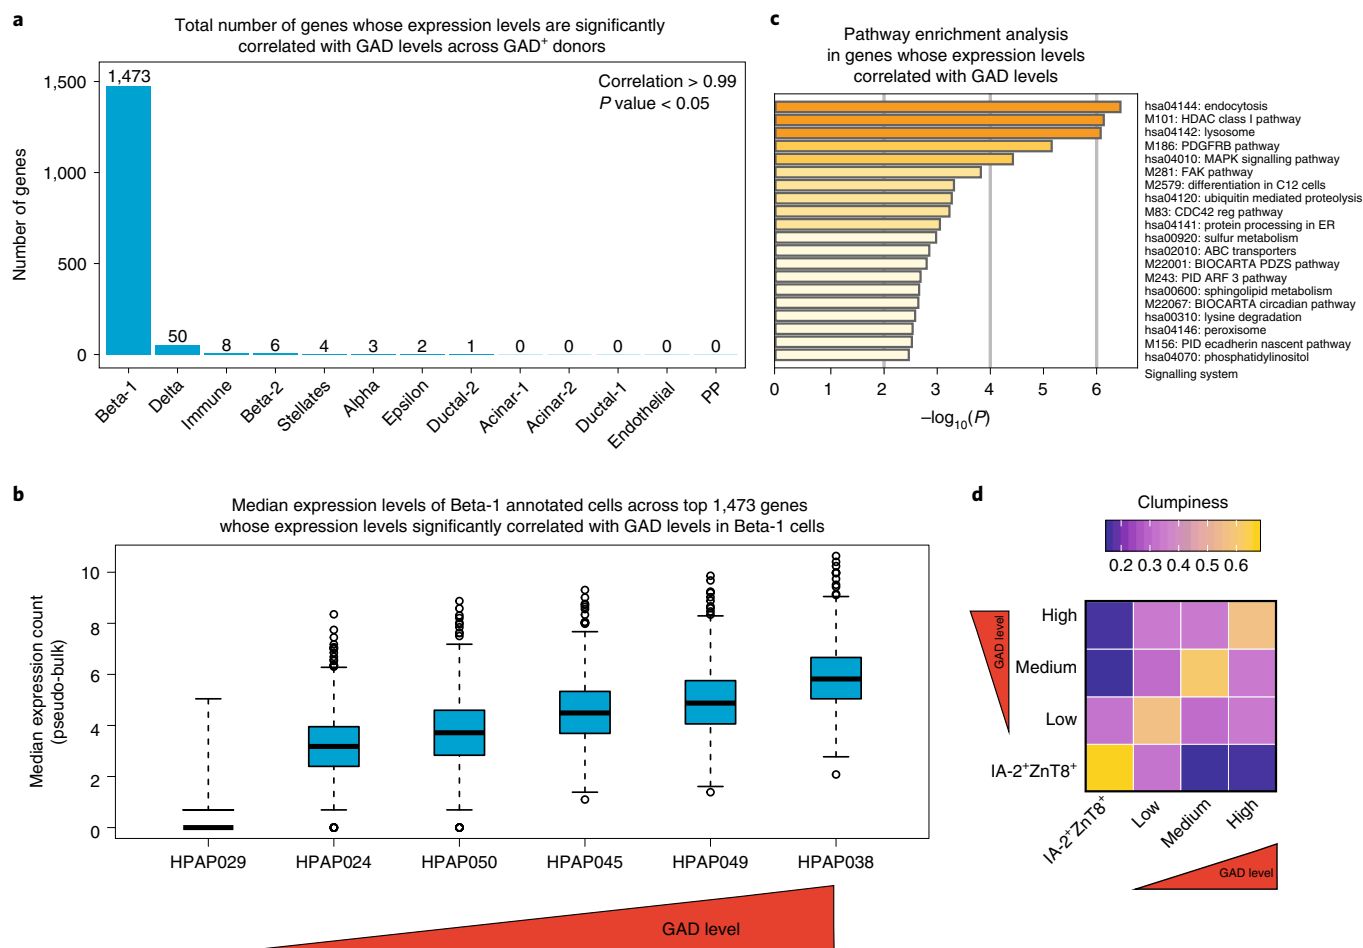 a
Total number of genes whose expression levels are significantly
correlated with GAD levels across GAD+ donors
Correlation > 0.99
P value < 0.05
Number of genes
1,500
1,000
500
0
1,473
50
8
6
4
3
2
1
0
0
0
0
0
Beta-1
Delta
Immune
Beta-2
Stellates
Alpha
Epsilon
Ductal-2
Acinar-1
Acinar-2
Ductal-1
Endothelial
PP
c
Pathway enrichment analysis
in genes whose expression levels
correlated with GAD levels
hsa04144: endocytosis
M101: HDAC class I pathway
hsa04142: lysosome
M186: PDGFRB pathway
hsa04010: MAPK signalling pathway
M281: FAK pathway
M2579: differentiation in C12 cells
hsa04120: ubiquitin mediated proteolysis
M83: CDC42 reg pathway
hsa04141: protein processing in ER
hsa00920: sulfur metabolism
hsa02010: ABC transporters
M22001: BIOCARTA PDZS pathway
M243: PID ARF 3 pathway
hsa00600: sphingolipid metabolism
M22067: BIOCARTA circadian pathway
hsa00310: lysine degradation
hsa04146: peroxisome
M156: PID ecadherin nascent pathway
hsa04070: phosphatidylinositol
Signalling system
0 1 2 3 4 5 6
–log10(P)
b
Median expression levels of Beta-1 annotated cells across top 1,473 genes
whose expression levels significantly correlated with GAD levels in Beta-1 cells
Median expression count
(pseudo-bulk)
10
8
6
4
2
0
HPAP029 HPAP024 HPAP050 HPAP045 HPAP049 HPAP038
GAD level
d
Clumpiness
0.2 0.3 0.4 0.5 0.6
GAD level
High
Medium
Low
IA-2+ZnT8+
IA-2+ZnT8+
Low
Medium
High
GAD level